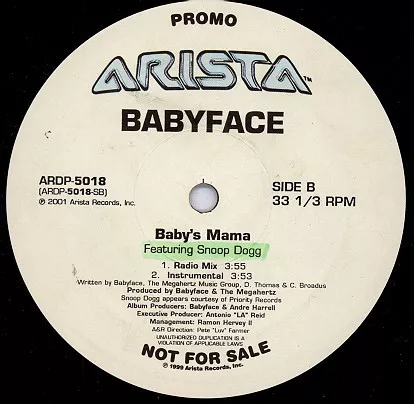 PROMO
ARISTA™
BABYFACE
ARDP-5018
(ARDP-5018-SB)
℗ 2001 Arista Records, Inc.
SIDE B
33 1/3 RPM
Baby's Mama
Featuring Snoop Dogg
1. Radio Mix 3:55
2. Instrumental 3:55
Written by Babyface, The Megahertz Music Group, D. Thomas & C. Broadus
Produced by Babyface & The Megahertz
Snoop Dogg appears courtesy of Priority Records
Album Producers: Babyface & Andre Harrell
Executive Producer: Antonio "LA" Reid
Management: Ramon Hervey II
A&R Direction: Pete "Luv" Farmer
UNAUTHORIZED DUPLICATION IS A
VIOLATION OF APPLICABLE LAWS
NOT FOR SALE
℗ 1999 Arista Records, Inc.